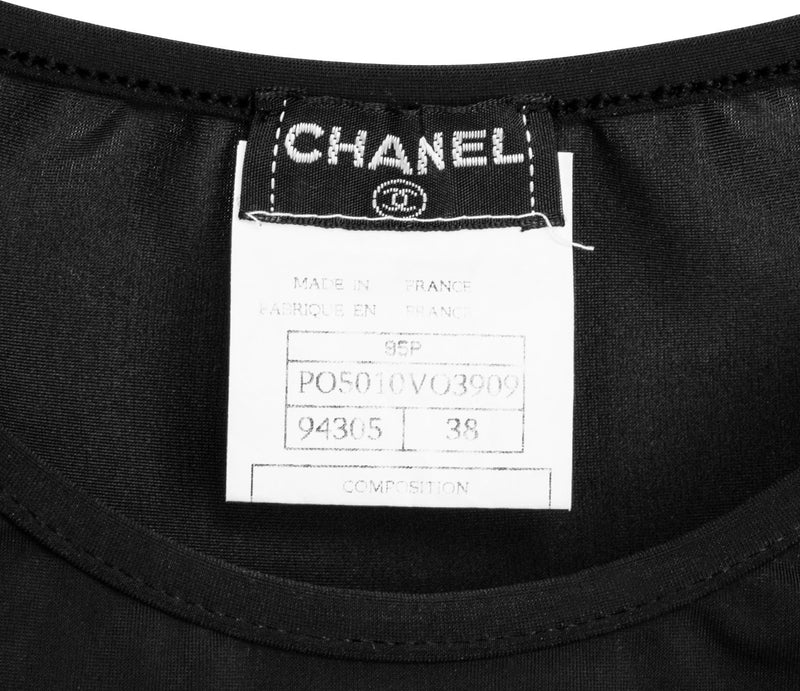 CHANEL
MADE IN FRANCE
FABRIQUE EN FRANCE
95P
PO5010VO3909
94305 38
COMPOSITION